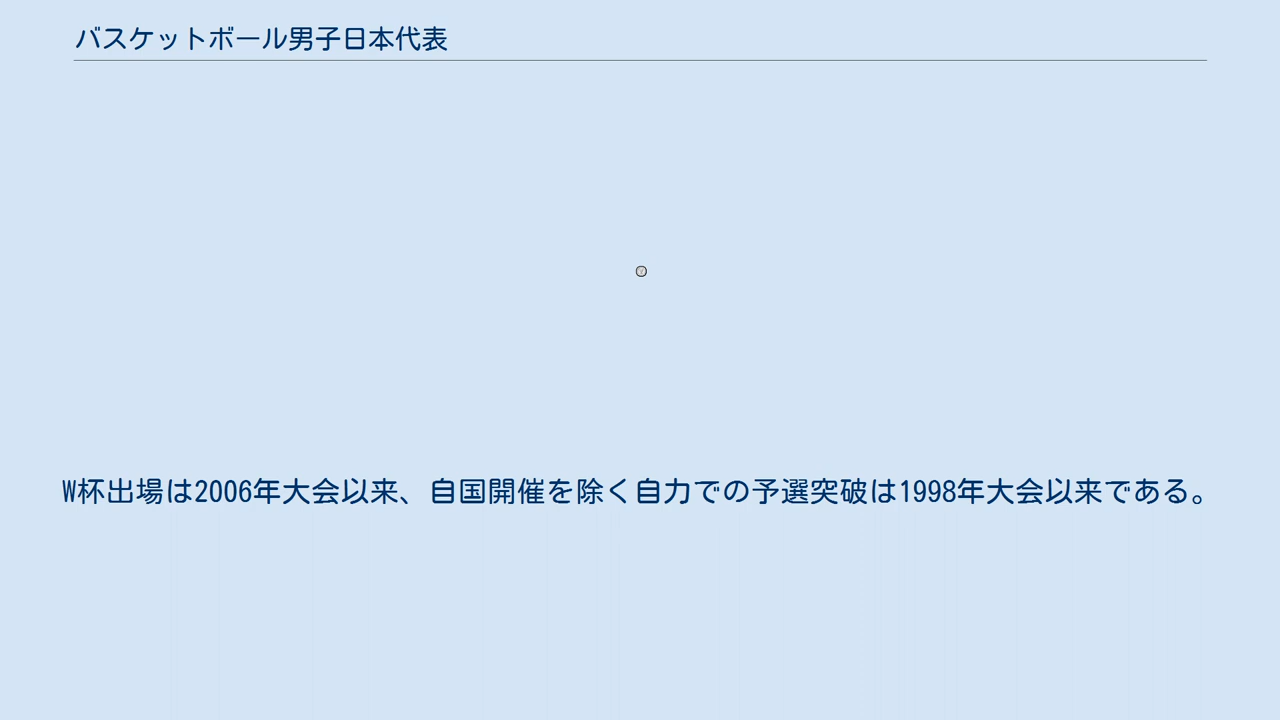 バスケットボール男子日本代表
W杯出場は2006年大会以来、自国開催を除く自力での予選突破は1998年大会以来である。